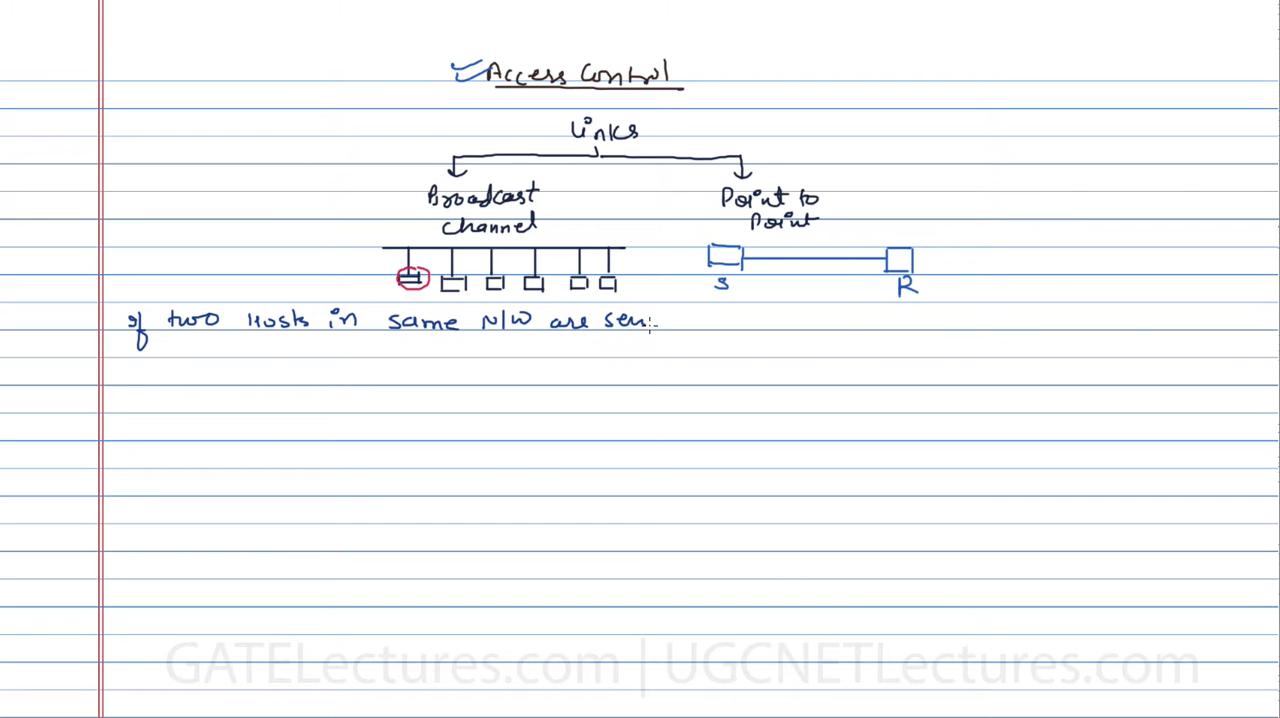 Access Control
Links
Broadcast Channel
Point to Point
S
R
If two Hosts in same N/W are sen
GATELectures.com | UGCNETLectures.com